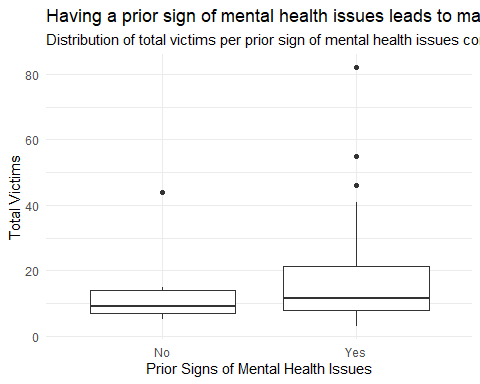 Having a prior sign of mental health issues leads to ma
Distribution of total victims per prior sign of mental health issues co
80
60
40
20
0
Total Victims
No
Yes
Prior Signs of Mental Health Issues